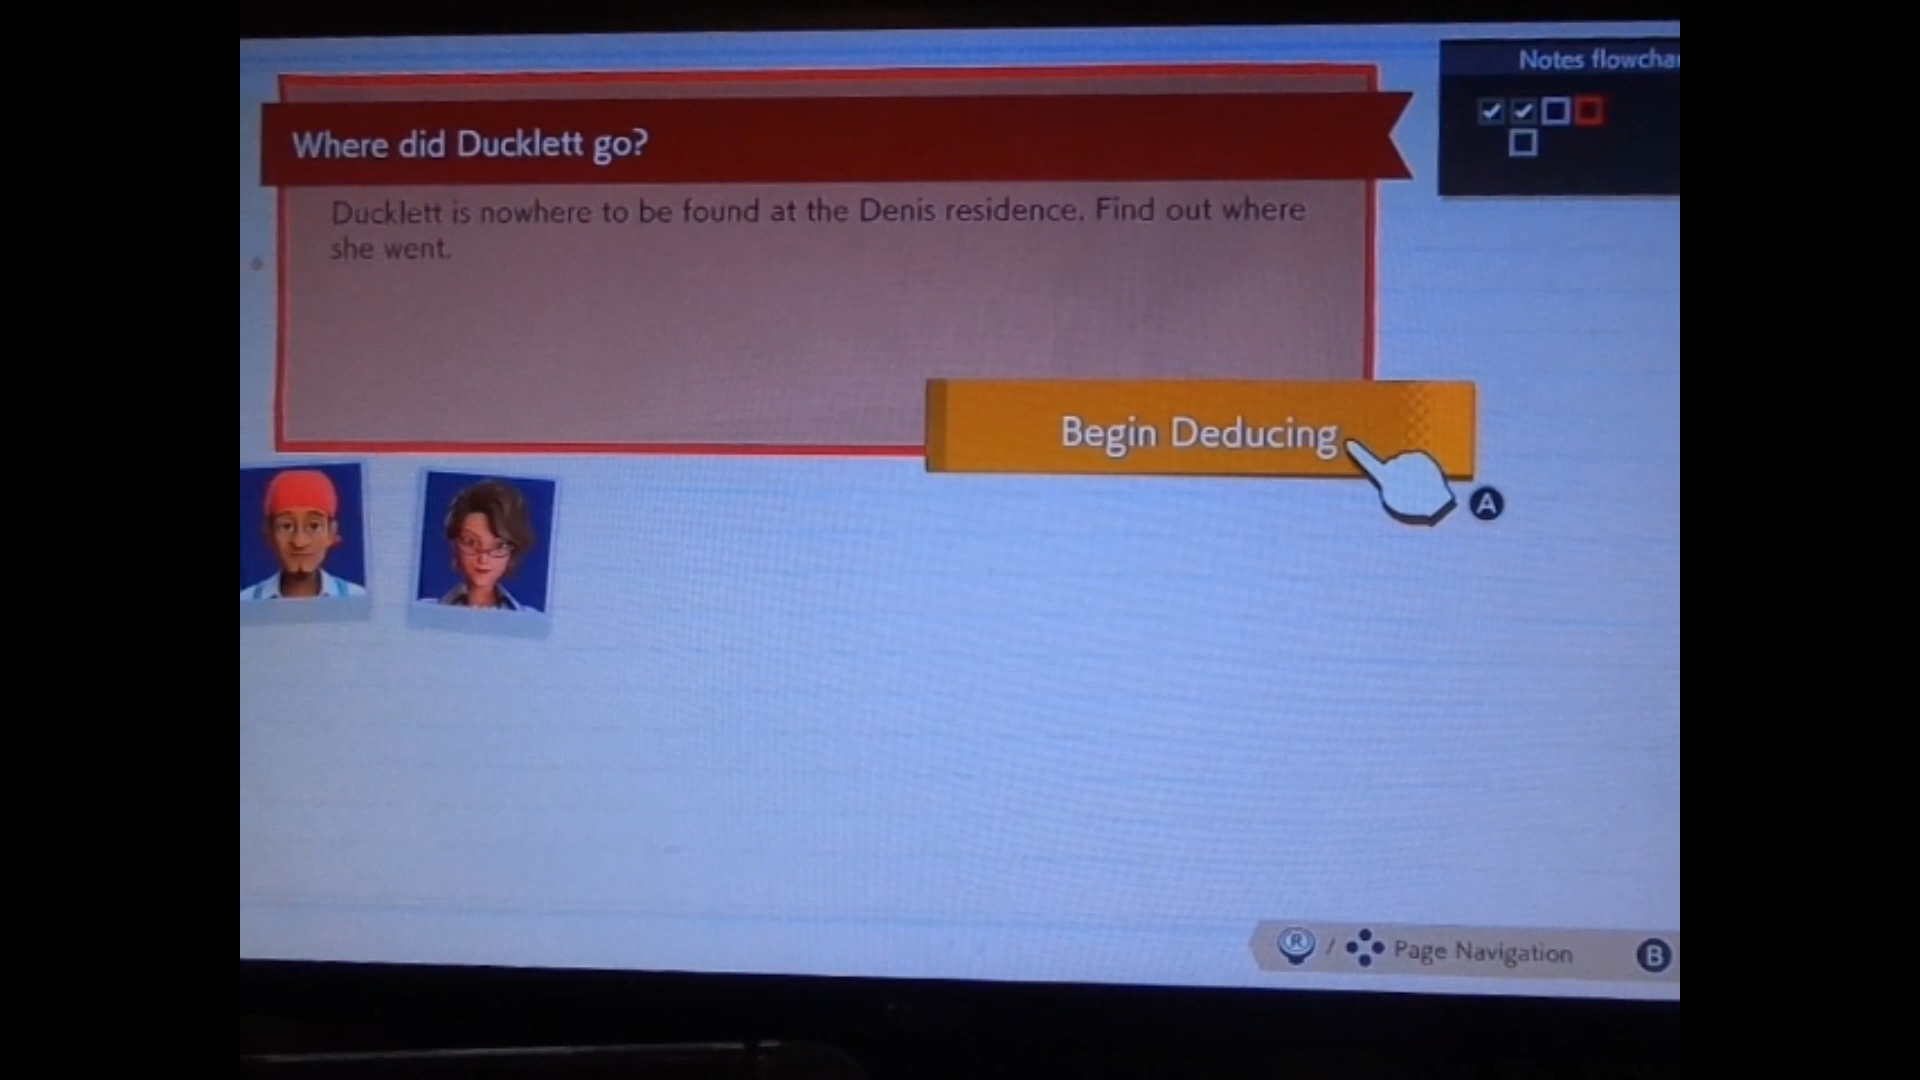 Notes flowcha
Where did Ducklett go?
Ducklett is nowhere to be found at the Denis residence. Find out where
she went.
Begin Deducing
A
R / Page Navigation B